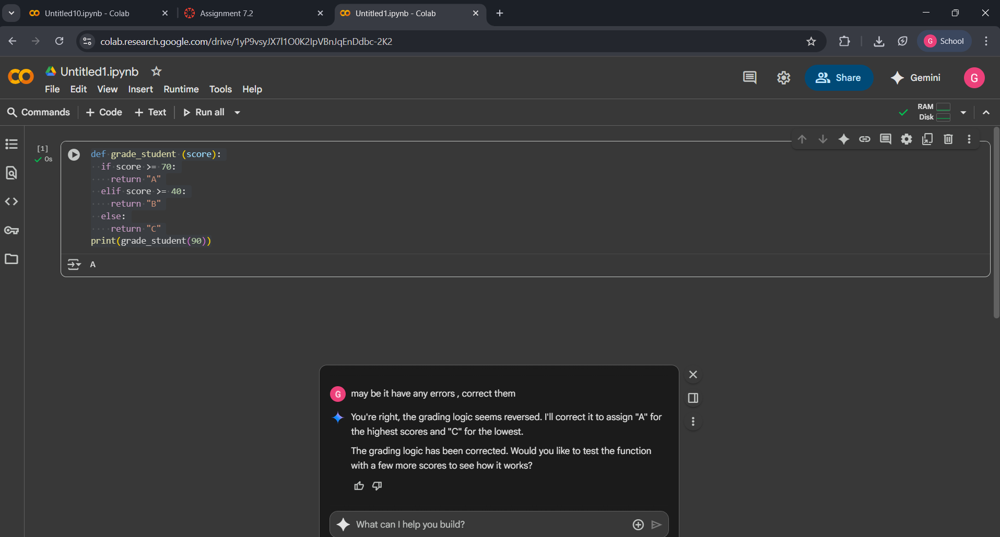 Untitled10.ipynb - Colab
Assignment 7.2
Untitled1.ipynb - Colab
colab.research.google.com/drive/1yP9vsyJX7l1O0K2IpVBnJqEnDdbc-2K2
G School
CO Untitled1.ipynb
Share
Gemini
G
File Edit View Insert Runtime Tools Help
Commands + Code + Text Run all
RAM
Disk
[1]
0s
def grade_student (score):
if score >= 70:
return "A"
elif score >= 40:
return "B"
else:
return "C"
print(grade_student(90))
A
G may be it have any errors , correct them
You're right, the grading logic seems reversed. I'll correct it to assign "A" for
the highest scores and "C" for the lowest.
The grading logic has been corrected. Would you like to test the function
with a few more scores to see how it works?
What can I help you build?